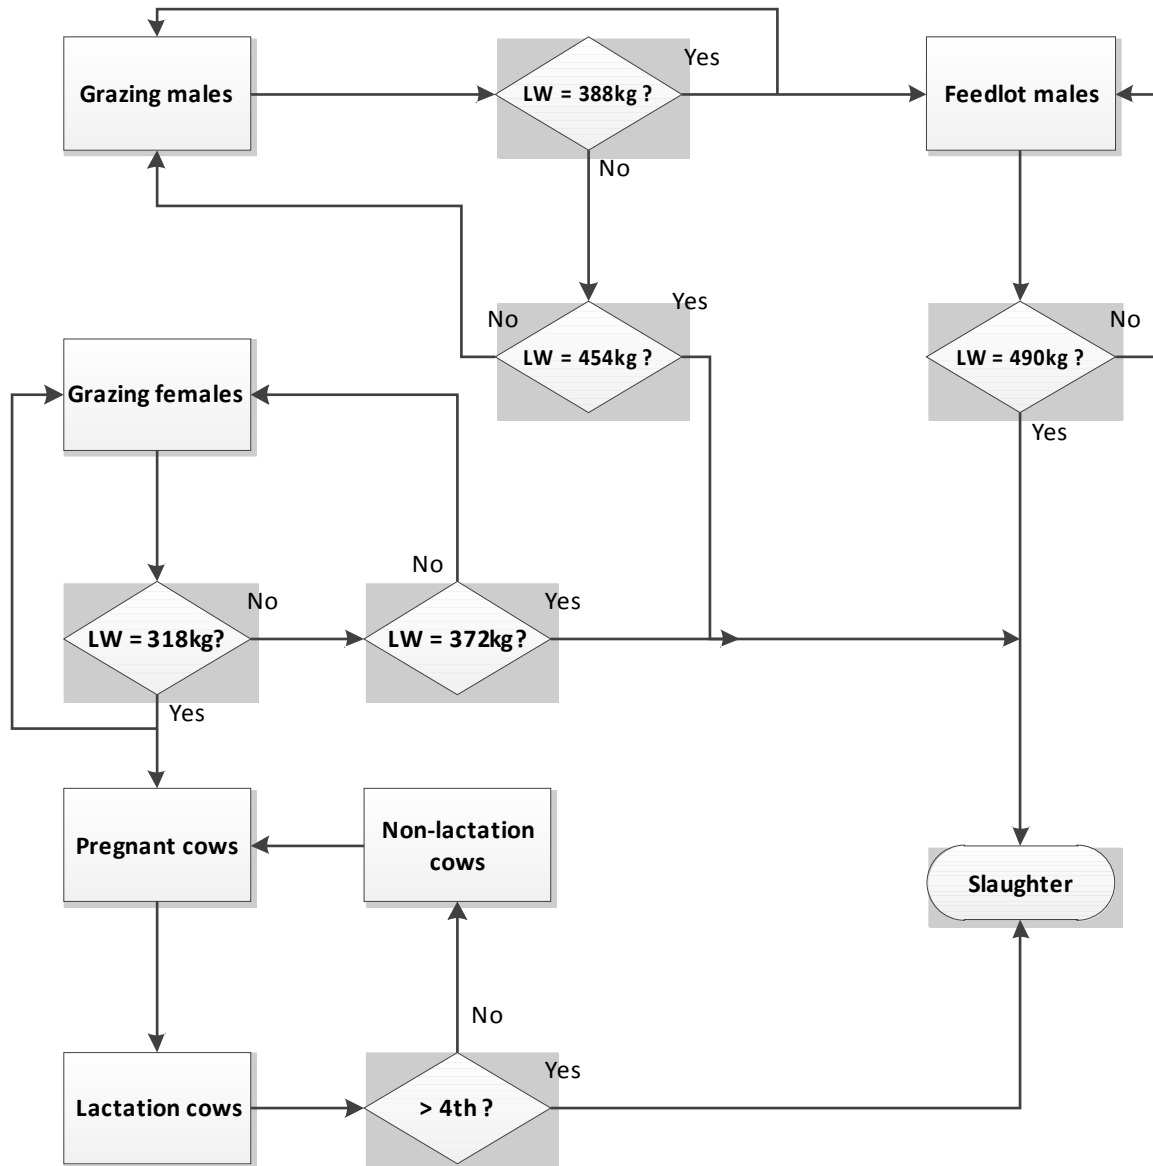 Yes
Grazing males
LW = 388kg ?
Feedlot males
No
Yes
No
No
LW = 454kg ?
LW = 490kg ?
Grazing females
Yes
No
No
Yes
LW = 318kg?
LW = 372kg ?
Yes
Non-lactation
cows
Pregnant cows
Slaughter
No
Yes
Lactation cows
> 4th ?